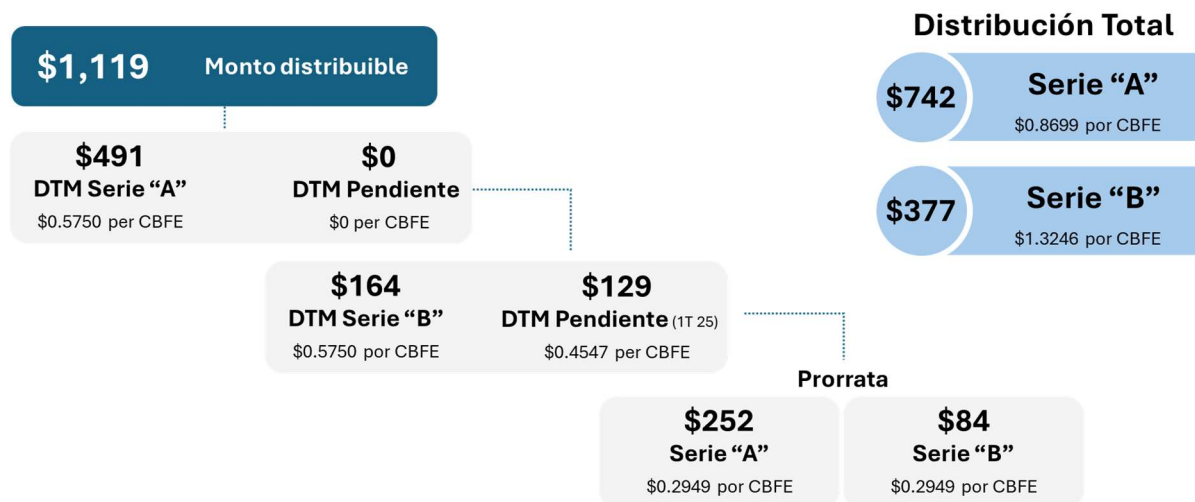 $1,119 Monto distribuible
$491
DTM Serie “A”
$0.5750 per CBFE
$0
DTM Pendiente
$0 per CBFE
$164
DTM Serie “B”
$0.5750 por CBFE
$129
DTM Pendiente (1T 25)
$0.4547 per CBFE
Prorrata
$252
Serie “A”
$0.2949 por CBFE
$84
Serie “B”
$0.2949 por CBFE
Distribución Total
$742
Serie “A”
$0.8699 por CBFE
$377
Serie “B”
$1.3246 por CBFE